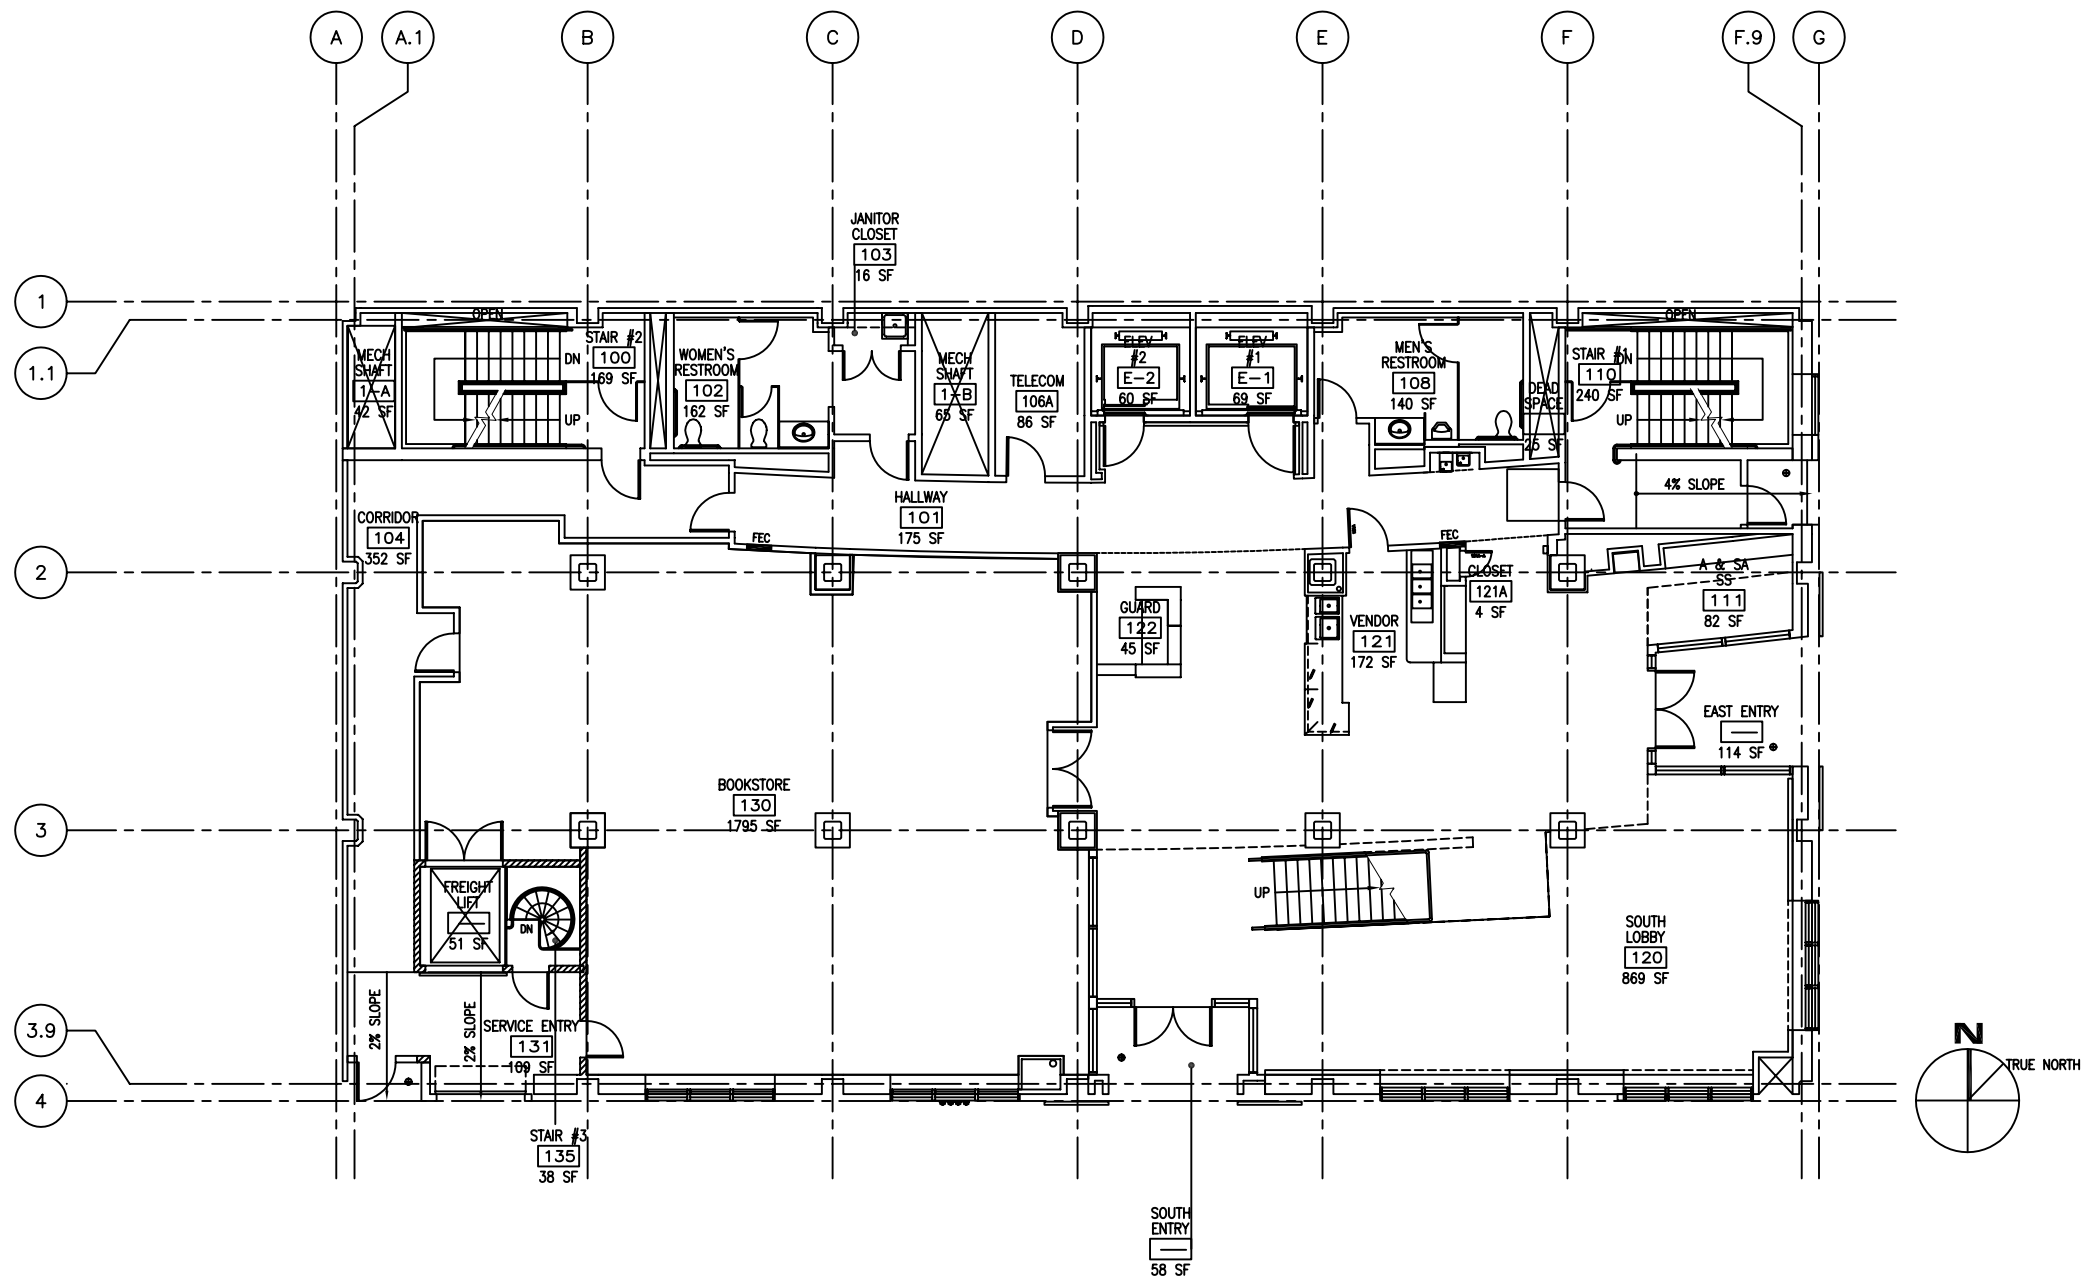 A
A.1
B
C
D
E
F
F.9
G
JANITOR
CLOSET
103
16 SF
1
1.1
OPEN
STAIR #2
100
169 SF
DN
UP
MECH
SHAFT
1-A
42 SF
WOMEN'S
RESTROOM
102
162 SF
MECH
SHAFT
1-B
65 SF
TELECOM
106A
86 SF
ELEV
#2
E-2
60 SF
ELEV
#1
E-1
69 SF
MEN'S
RESTROOM
108
140 SF
DEAD
SPACE
25 SF
OPEN
STAIR #1
110
240 SF
DN
UP
4% SLOPE
HALLWAY
101
175 SF
CORRIDOR
104
352 SF
FEC
FEC
2
CLOSET
121A
4 SF
A & SA
SS
111
82 SF
GUARD
122
45 SF
VENDOR
121
172 SF
EAST ENTRY
114 SF
BOOKSTORE
130
1795 SF
3
FREIGHT
LIFT
51 SF
DN
UP
SOUTH
LOBBY
120
869 SF
2% SLOPE
2% SLOPE
SERVICE ENTRY
131
109 SF
3.9
4
N
TRUE NORTH
STAIR #3
135
38 SF
SOUTH
ENTRY
58 SF